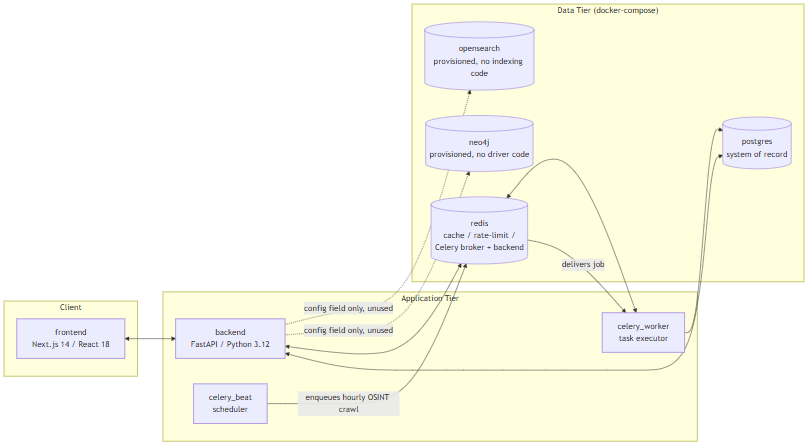 Data Tier (docker-compose)
opensearch
provisioned, no indexing
code
neo4j
provisioned, no driver code
postgres
system of record
redis
cache / rate-limit /
Celery broker + backend
delivers job
Application Tier
Client
config field only, unused
frontend
Next.js 14 / React 18
backend
FastAPI / Python 3.12
config field only, unused
celery_worker
task executor
celery_beat
scheduler
enqueues hourly OSINT
crawl